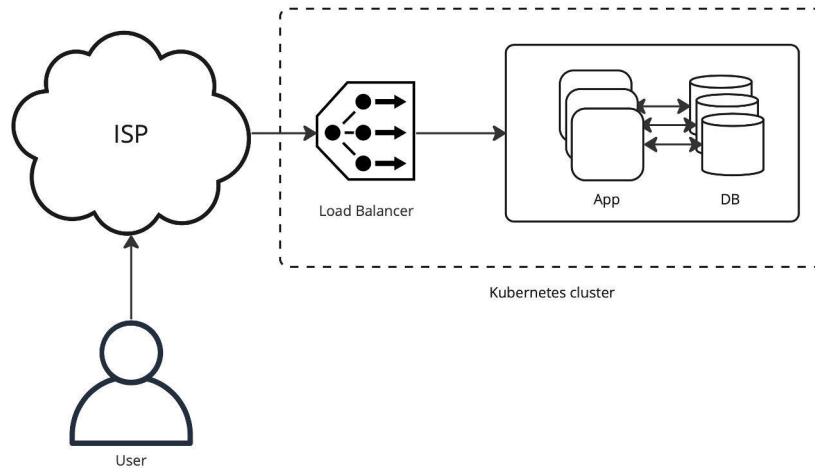 ISP
Load Balancer
App
DB
Kubernetes cluster
User